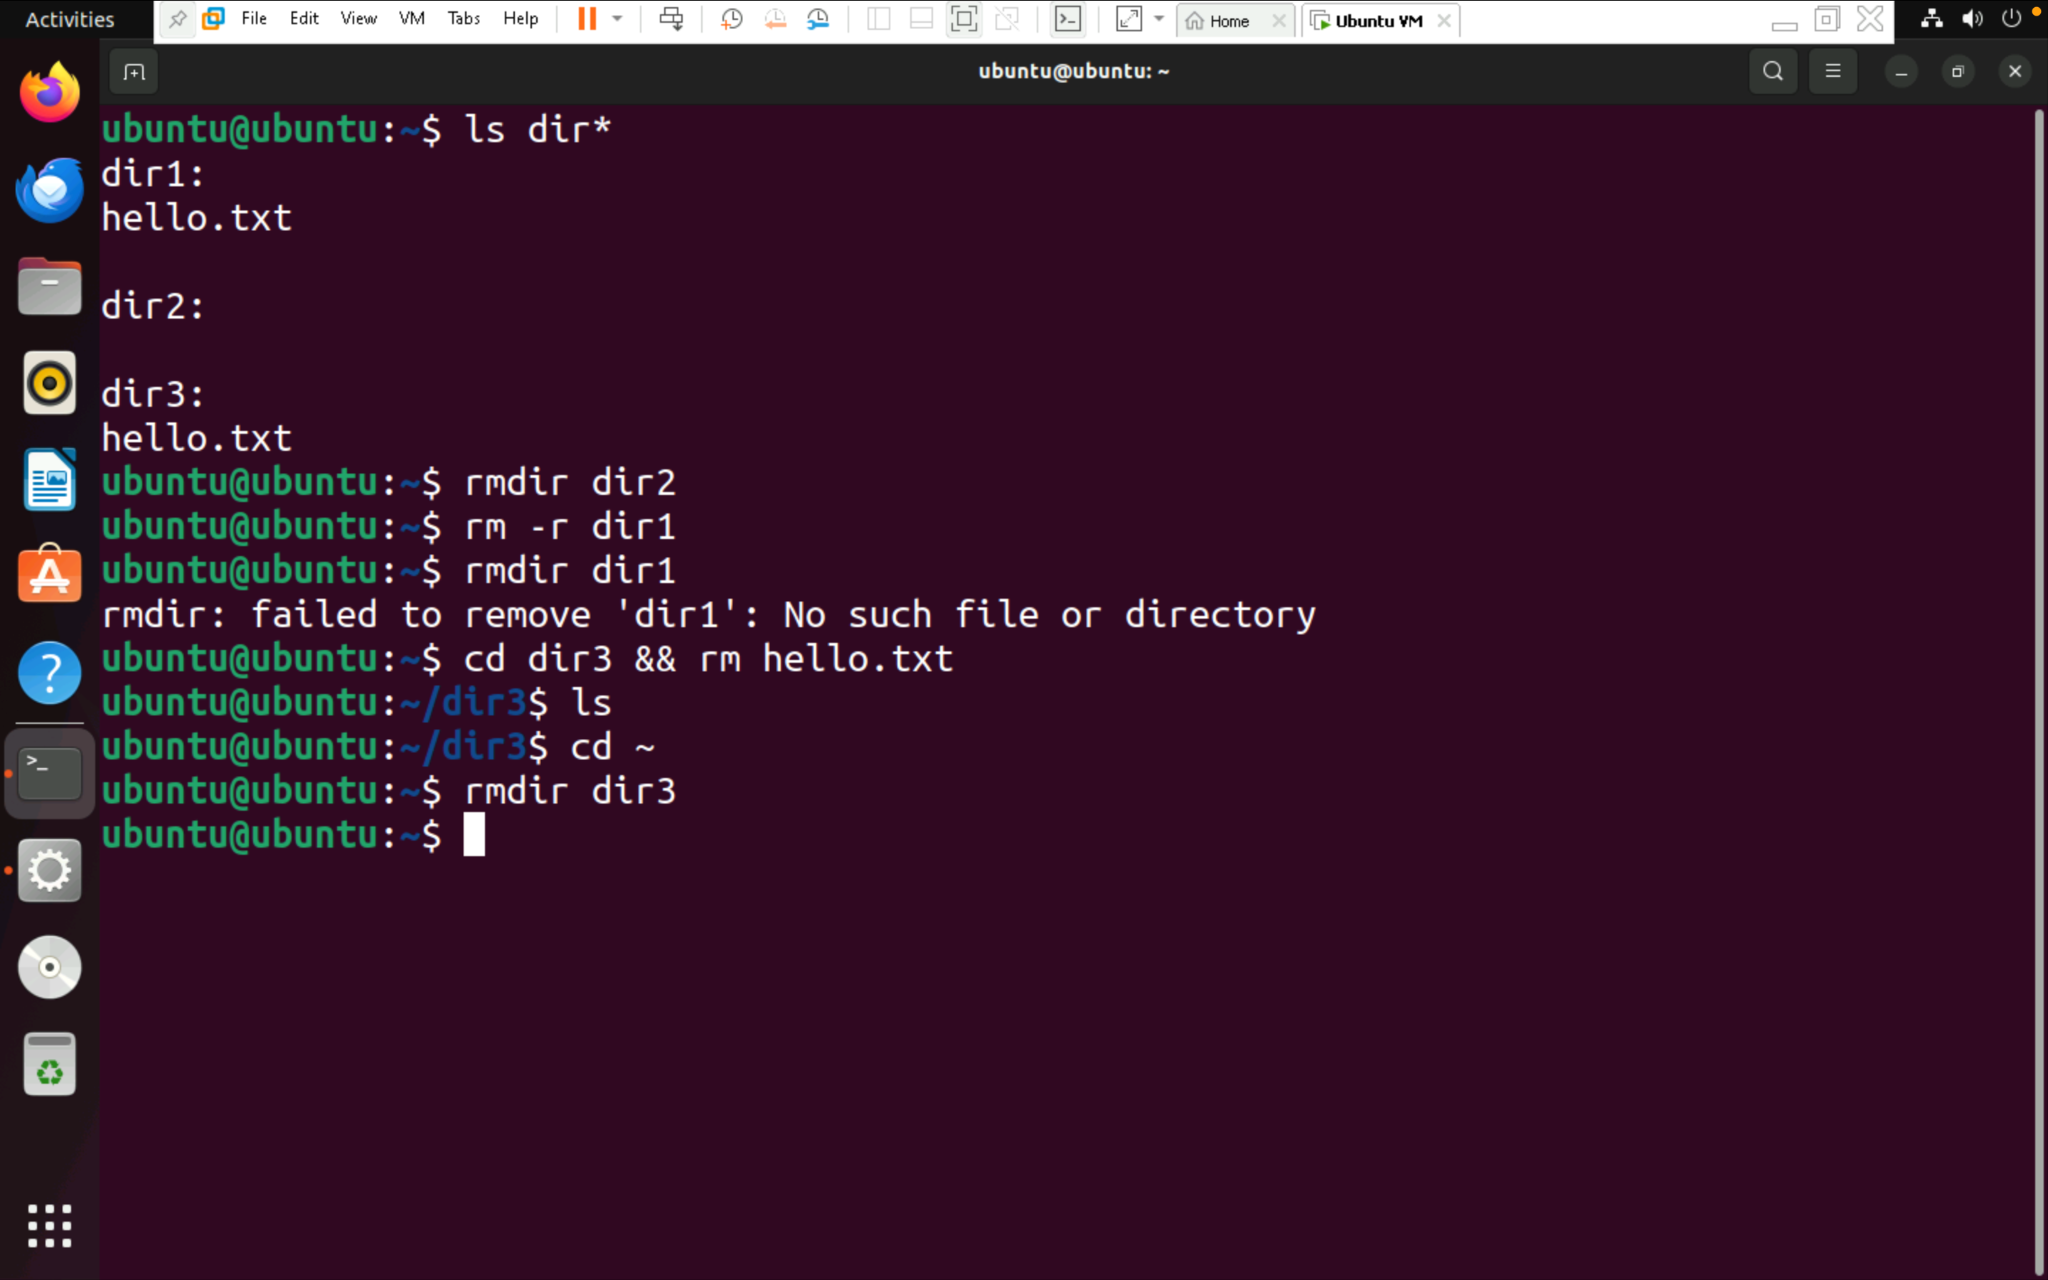 Activities File Edit View VM Tabs Help Home Ubuntu VM
ubuntu@ubuntu: ~
ubuntu@ubuntu:~$ ls dir*
dir1:
hello.txt
dir2:
dir3:
hello.txt
ubuntu@ubuntu:~$ rmdir dir2
ubuntu@ubuntu:~$ rm -r dir1
ubuntu@ubuntu:~$ rmdir dir1
rmdir: failed to remove 'dir1': No such file or directory
ubuntu@ubuntu:~$ cd dir3 && rm hello.txt
ubuntu@ubuntu:~/dir3$ ls
ubuntu@ubuntu:~/dir3$ cd ~
ubuntu@ubuntu:~$ rmdir dir3
ubuntu@ubuntu:~$